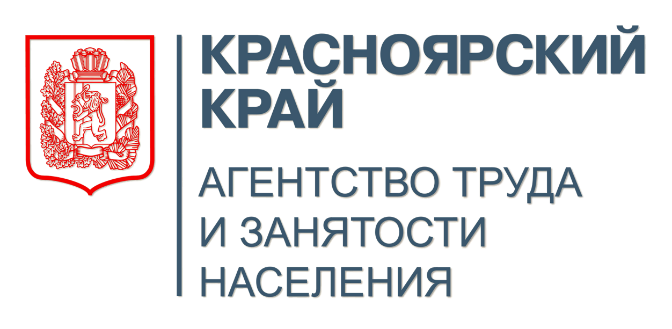 КРАСНОЯРСКИЙ
КРАЙ
АГЕНТСТВО ТРУДА
И ЗАНЯТОСТИ
НАСЕЛЕНИЯ